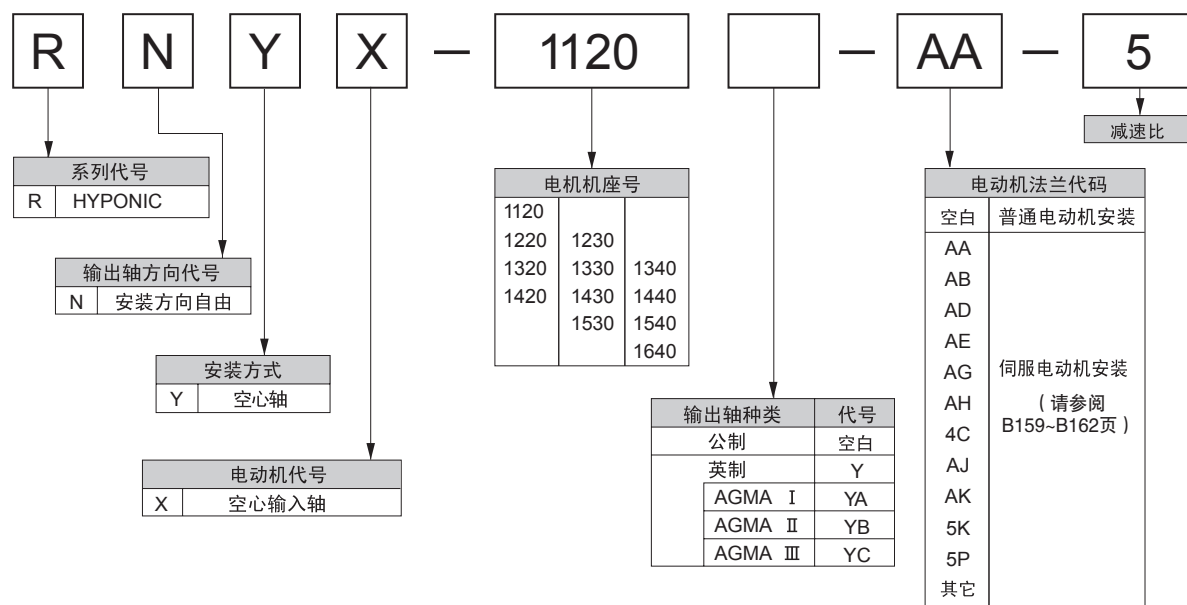 R N Y X — 1120 — AA — 5
减速比
系列代号
R HYPONIC
输出轴方向代号
N 安装方向自由
安装方式
Y 空心轴
电动机代号
X 空心输入轴
电机机座号
1120
1220 1230
1320 1330 1340
1420 1430 1440
1530 1540
1640
输出轴种类 代号
公制 空白
英制 Y
AGMA Ⅰ YA
AGMA Ⅱ YB
AGMA Ⅲ YC
电动机法兰代码
空白 普通电动机安装
AA
AB
AD
AE
AG
AH
4C
AJ
AK
5K
5P
其它
伺服电动机安装
(请参阅
B159~B162页)